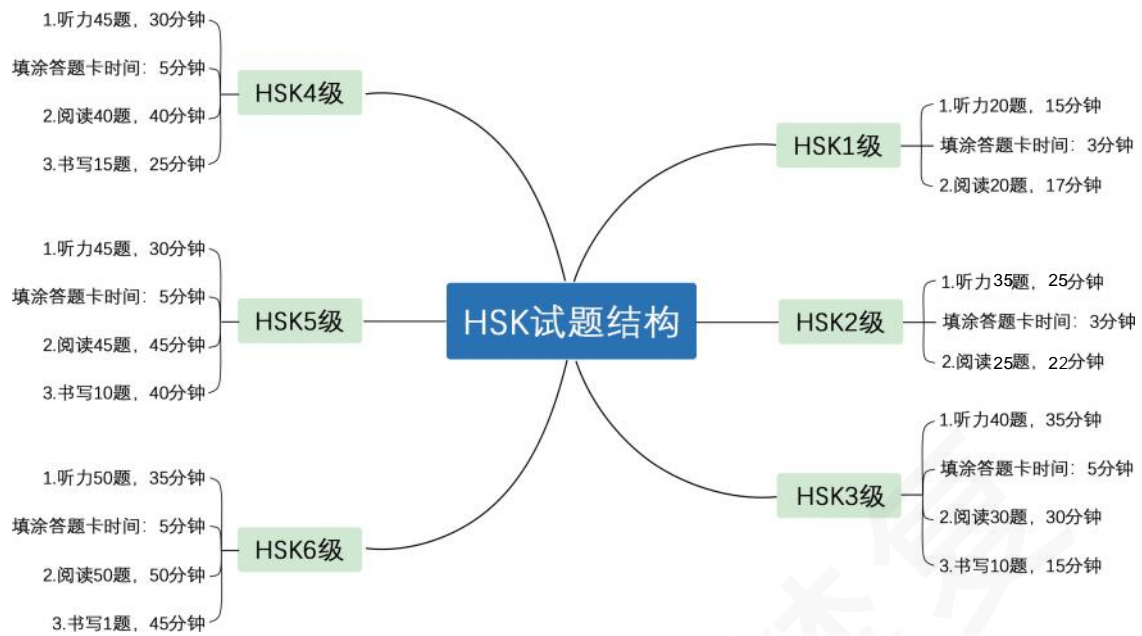 HSK试题结构
HSK1级
1.听力20题，15分钟
填涂答题卡时间：3分钟
2.阅读20题，17分钟
HSK2级
1.听力35题，25分钟
填涂答题卡时间：3分钟
2.阅读25题，22分钟
HSK3级
1.听力40题，35分钟
填涂答题卡时间：5分钟
2.阅读30题，30分钟
3.书写10题，15分钟
HSK4级
1.听力45题，30分钟
填涂答题卡时间：5分钟
2.阅读40题，40分钟
3.书写15题，25分钟
HSK5级
1.听力45题，30分钟
填涂答题卡时间：5分钟
2.阅读45题，45分钟
3.书写10题，40分钟
HSK6级
1.听力50题，35分钟
填涂答题卡时间：5分钟
2.阅读50题，50分钟
3.书写1题，45分钟